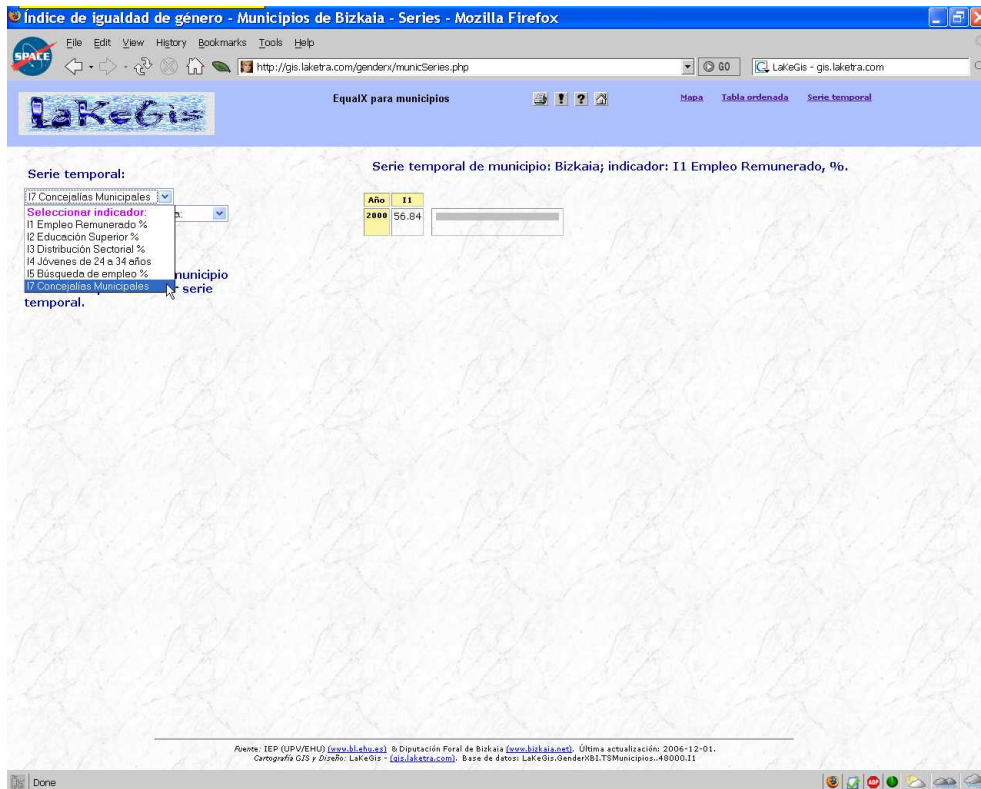 Índice de igualdad de género - Municipios de Bizkaia - Series - Mozilla Firefox
SPACE
File Edit View History Bookmarks Tools Help
http://gis.laketra.com/genderx/municSeries.php
GO
LaKeGis - gis.laketra.com
LaKeGis
EqualX para municipios
! ?
Mapa Tabla ordenada Serie temporal
Serie temporal:
I7 Concejalías Municipales
Seleccionar indicador:
I1 Empleo Remunerado %
I2 Educación Superior %
I3 Distribución Sectorial %
I4 Jóvenes de 24 a 34 años
I5 Búsqueda de empleo %
I7 Concejalías Municipales
a:
municipio
serie
temporal.
Serie temporal de municipio: Bizkaia; indicador: I1 Empleo Remunerado, %.
Año I1
2000 56.84
Fuente: IEP (UPV/EHU) (www.bl.ehu.es) & Diputación Foral de Bizkaia (www.bizkaia.net). Última actualización: 2006-12-01.
Cartografía GIS y Diseño: LaKeGis - (gis.laketra.com). Base de datos: LaKeGis.GenderXBI.TSMunicipios..48000.I1
Done
ABP